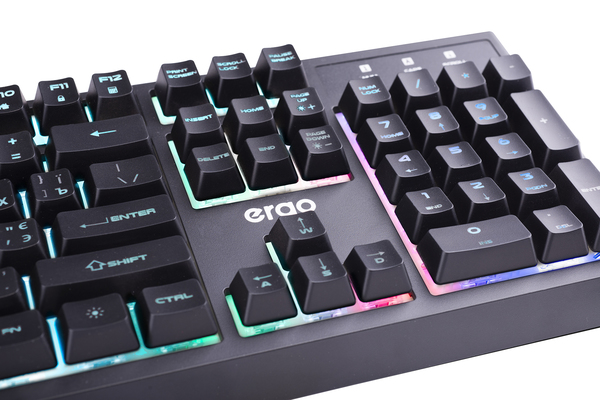 F11 F12 PRINT SCREEN SCROLL LOCK PAUSE BREAK
INSERT HOME PAGE UP NUM LOCK / * -
DELETE END PAGE DOWN 7 HOME 8 9 +
ENTER 4 5 6
SHIFT erao 1 END 2 3 ENTER
W 0 INS . DEL
FN CTRL A S